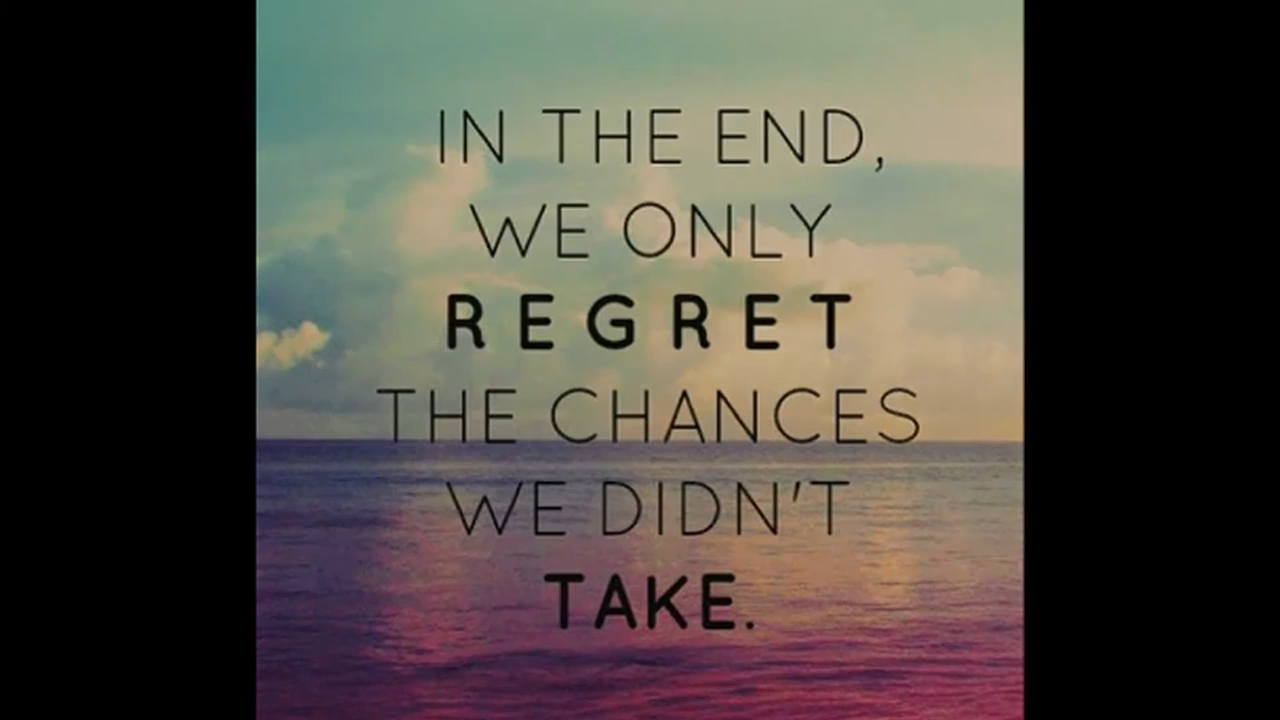 IN THE END,
WE ONLY
REGRET
THE CHANCES
WE DIDN'T
TAKE.